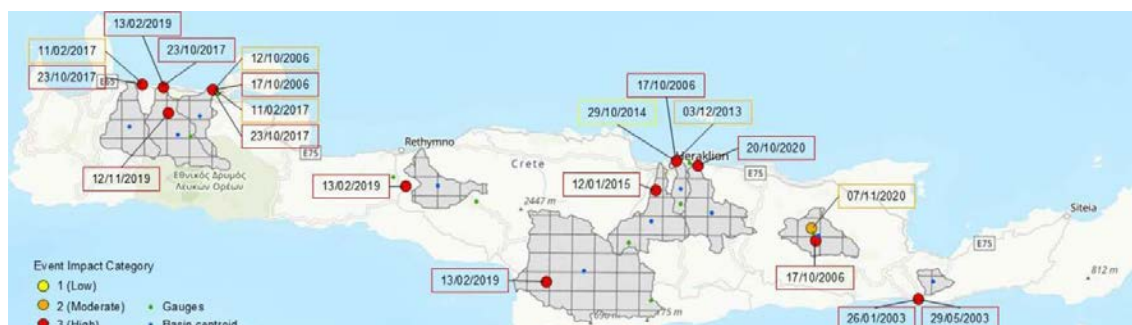 13/02/2019
11/02/2017
23/10/2017
12/10/2006
23/10/2017
E65
17/10/2006
11/02/2017
23/10/2017
12/11/2019
Εθνικός Δρυμός
Λευκών Ορέων
E75
Rethymno
13/02/2019
Crete
2447 m
17/10/2006
29/10/2014
03/12/2013
Heraklion
20/10/2020
E75
12/01/2015
07/11/2020
17/10/2006
13/02/2019
Siteia
E75
812 m
26/01/2003
29/05/2003
Event Impact Category
1 (Low)
2 (Moderate)
Gauges
3 (High)
Basin centroid